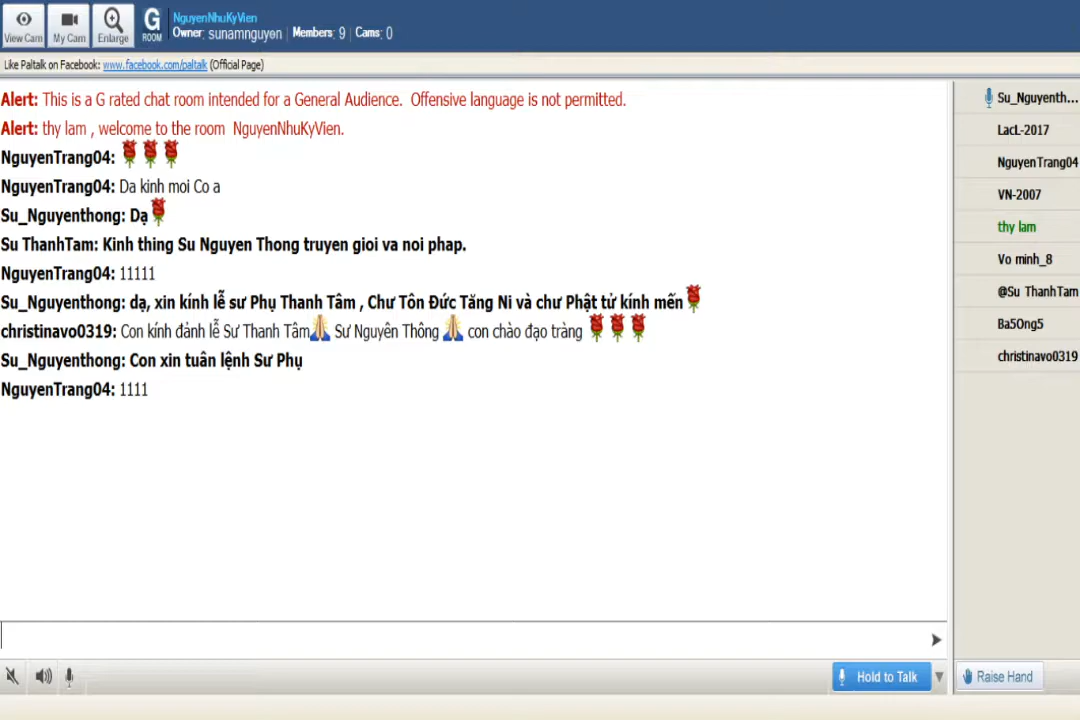 View Cam
My Cam
Enlarge
G
ROOM
NguyenNhuKyVien
Owner: sunamnguyen | Members: 9 | Cams: 0
Like Paltalk on Facebook: www.facebook.com/paltalk (Official Page)
Alert: This is a G rated chat room intended for a General Audience. Offensive language is not permitted.
Alert: thy lam , welcome to the room NguyenNhuKyVien.
NguyenTrang04:
NguyenTrang04: Da kinh moi Co a
Su_Nguyenthong: Dạ
Su ThanhTam: Kinh thing Su Nguyen Thong truyen gioi va noi phap.
NguyenTrang04: 11111
Su_Nguyenthong: dạ, xin kính lễ sư Phụ Thanh Tâm , Chư Tôn Đức Tăng Ni và chư Phật tử kính mến
christinavo0319: Con kính đảnh lễ Sư Thanh Tâm Sư Nguyên Thông con chào đạo tràng
Su_Nguyenthong: Con xin tuân lệnh Sư Phụ
NguyenTrang04: 1111
Su_Nguyenth...
LacL-2017
NguyenTrang04
VN-2007
thy lam
Vo minh_8
@Su ThanhTam
Ba5Ong5
christinavo0319
Hold to Talk
Raise Hand